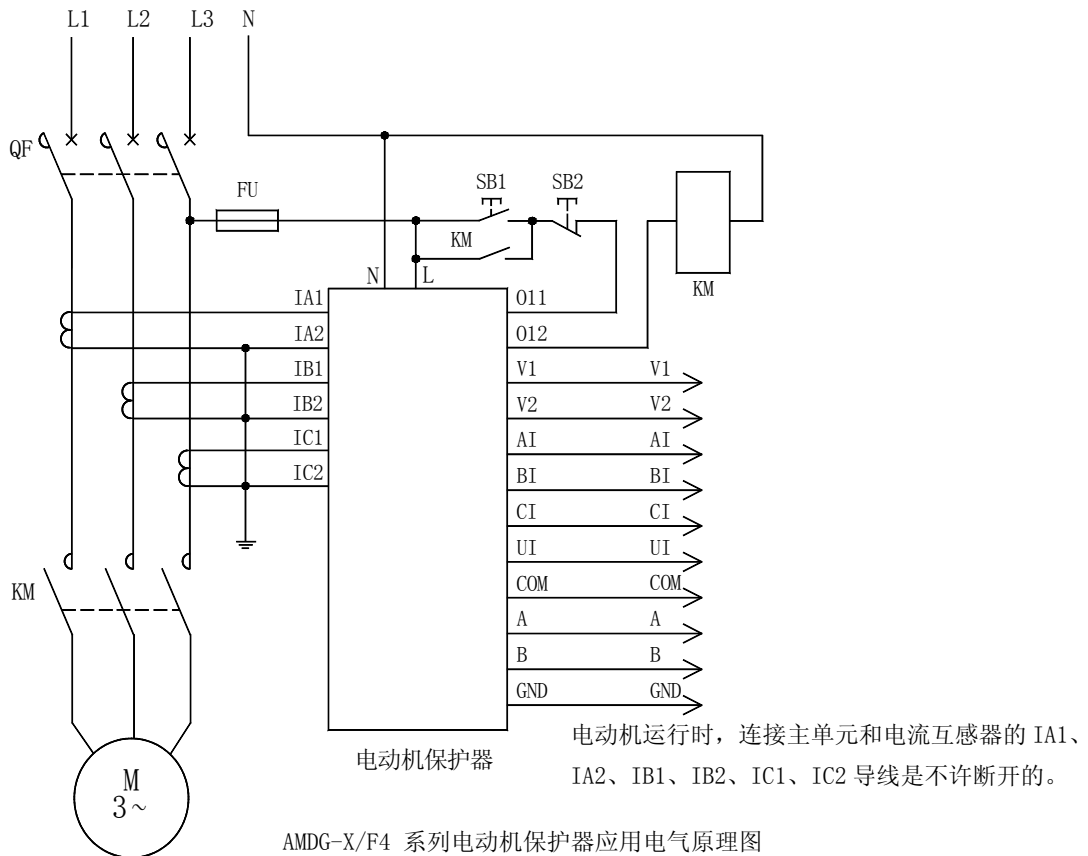 L1 L2 L3 N
QF
FU
SB1 SB2
KM
KM
N L
IA1 O11
IA2 O12
IB1 V1 V1
IB2 V2 V2
IC1 AI AI
IC2 BI BI
CI CI
UI UI
COM COM
A A
B B
GND GND
KM
M
3~
电动机保护器
电动机运行时，连接主单元和电流互感器的 IA1、
IA2、IB1、IB2、IC1、IC2 导线是不许断开的。
AMDG-X/F4 系列电动机保护器应用电气原理图